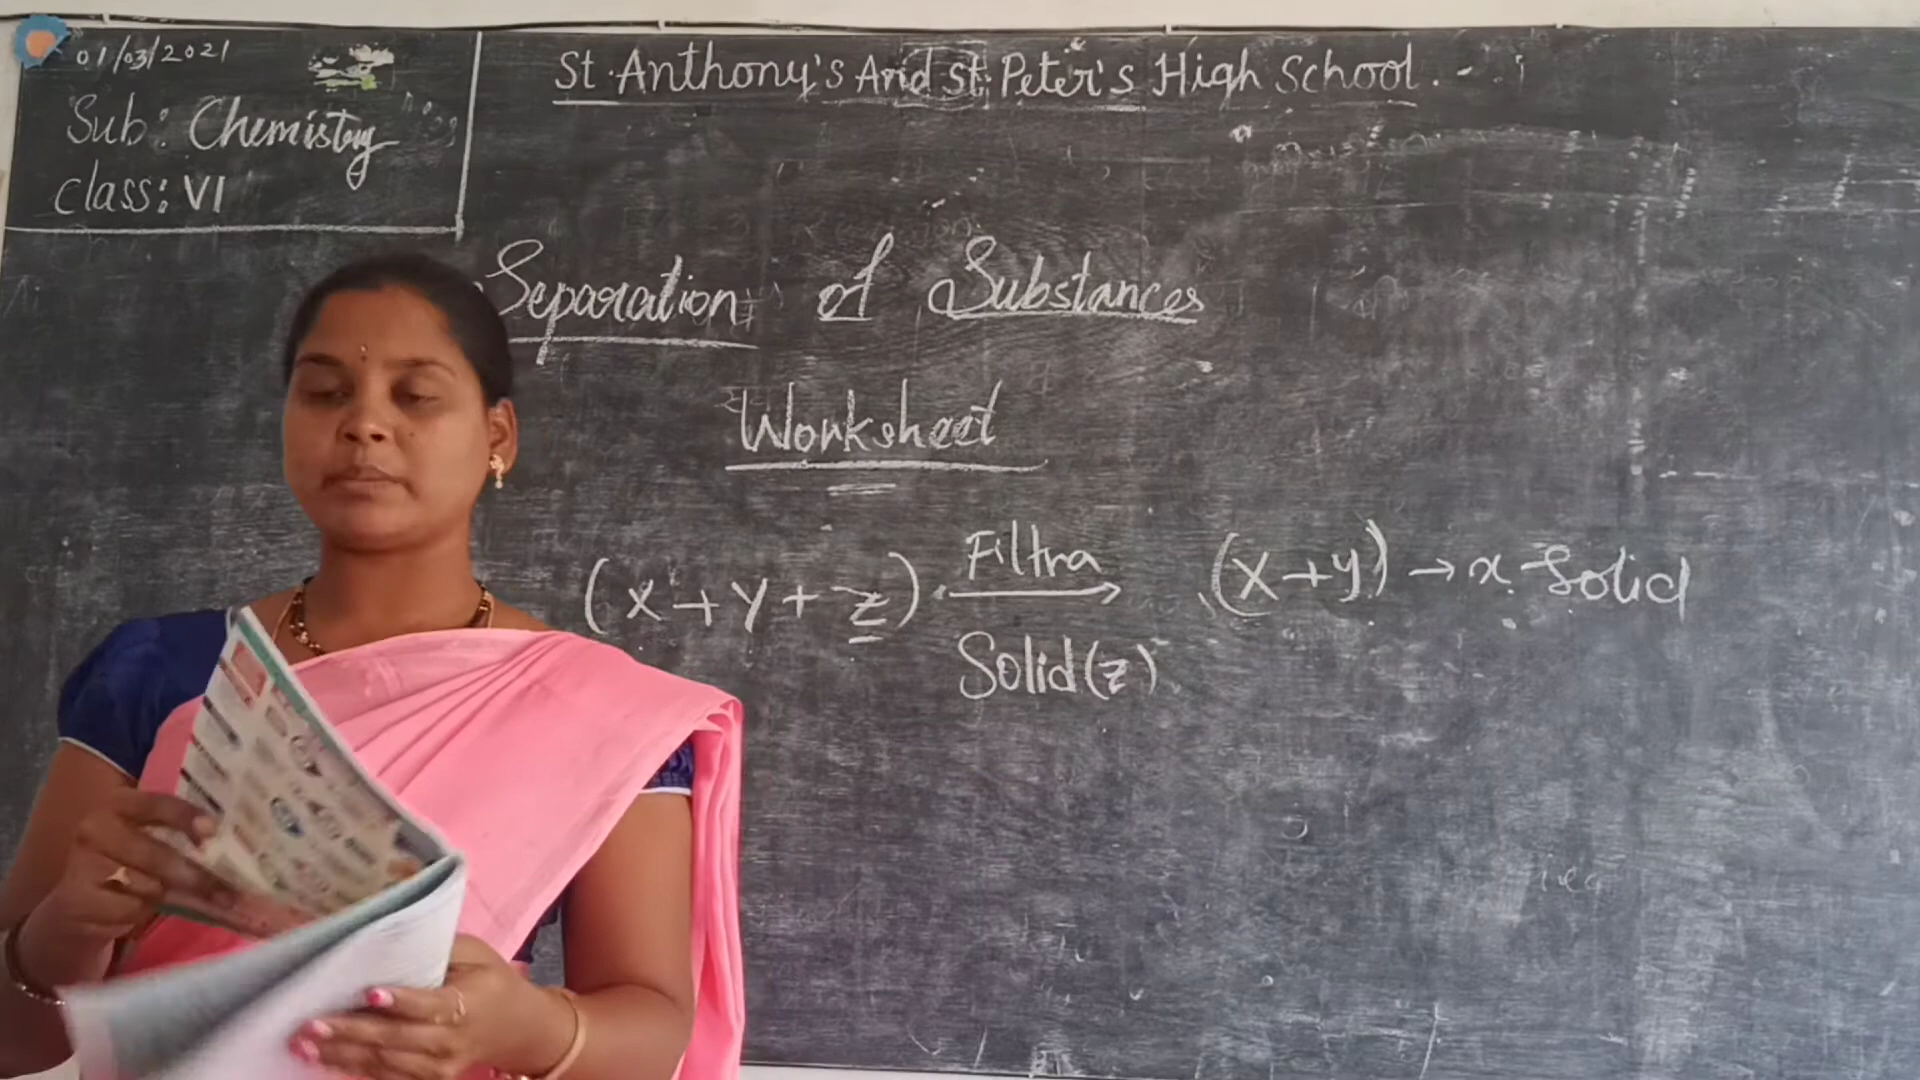 01/03/2021
Sub: Chemistry
class: VI
St. Anthony's And St. Peter's High School.
Separation of Substances
Worksheet
(X + Y + Z) Filtra → (X + Y) → x - Solid
Solid (Z)